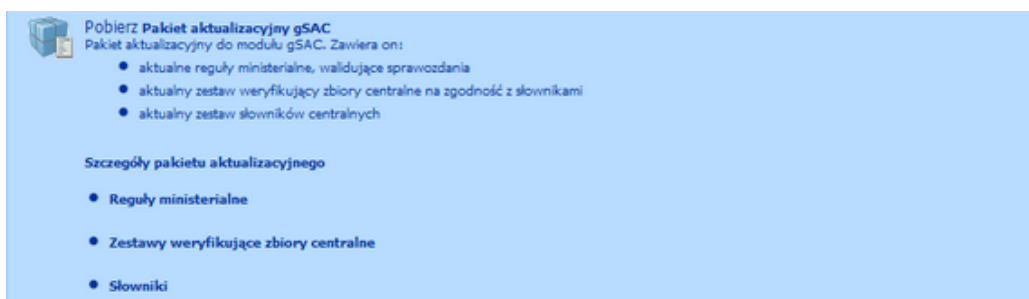 Pobierz Pakiet aktualizacyjny gSAC
Pakiet aktualizacyjny do modułu gSAC. Zawiera on:
aktualne reguły ministerialne, walidujące sprawozdania
aktualny zestaw weryfikujący zbiory centralne na zgodność z słownikami
aktualny zestaw słowników centralnych
Szczegóły pakietu aktualizacyjnego
Reguły ministerialne
Zestawy weryfikujące zbiory centralne
Słowniki